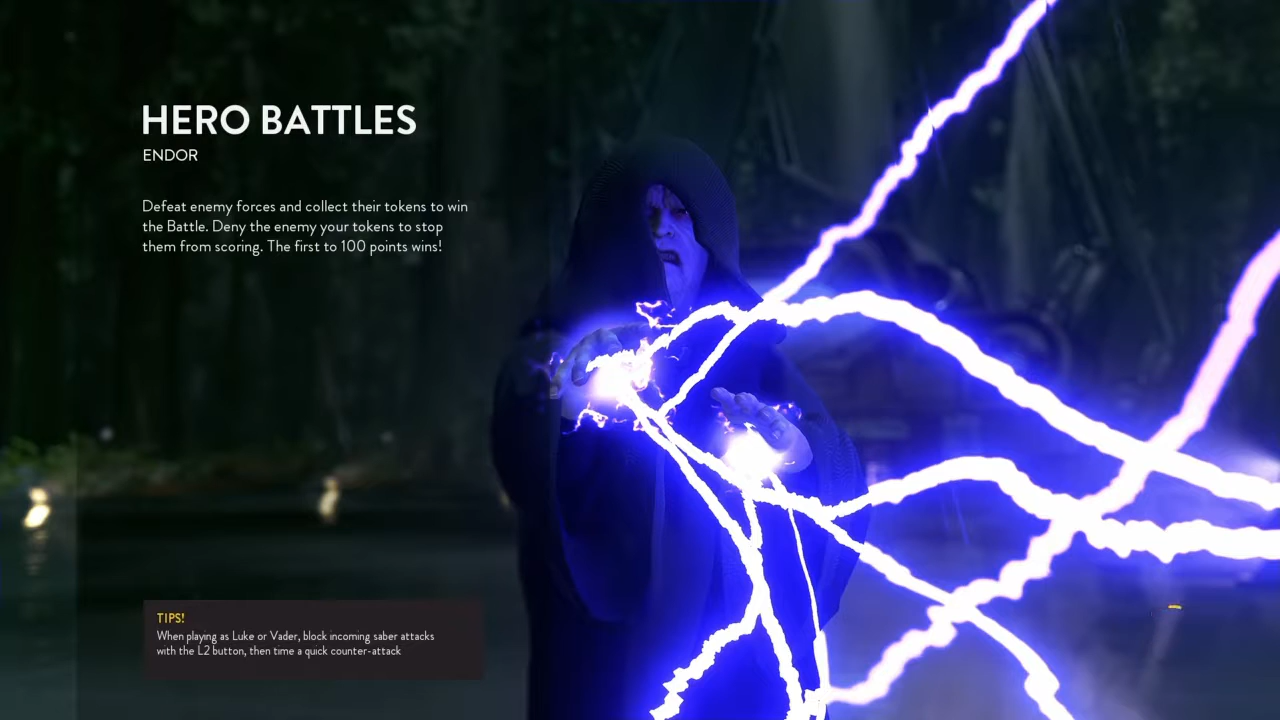 HERO BATTLES
ENDOR
Defeat enemy forces and collect their tokens to win
the Battle. Deny the enemy your tokens to stop
them from scoring. The first to 100 points wins!
TIPS!
When playing as Luke or Vader, block incoming saber attacks
with the L2 button, then time a quick counter-attack